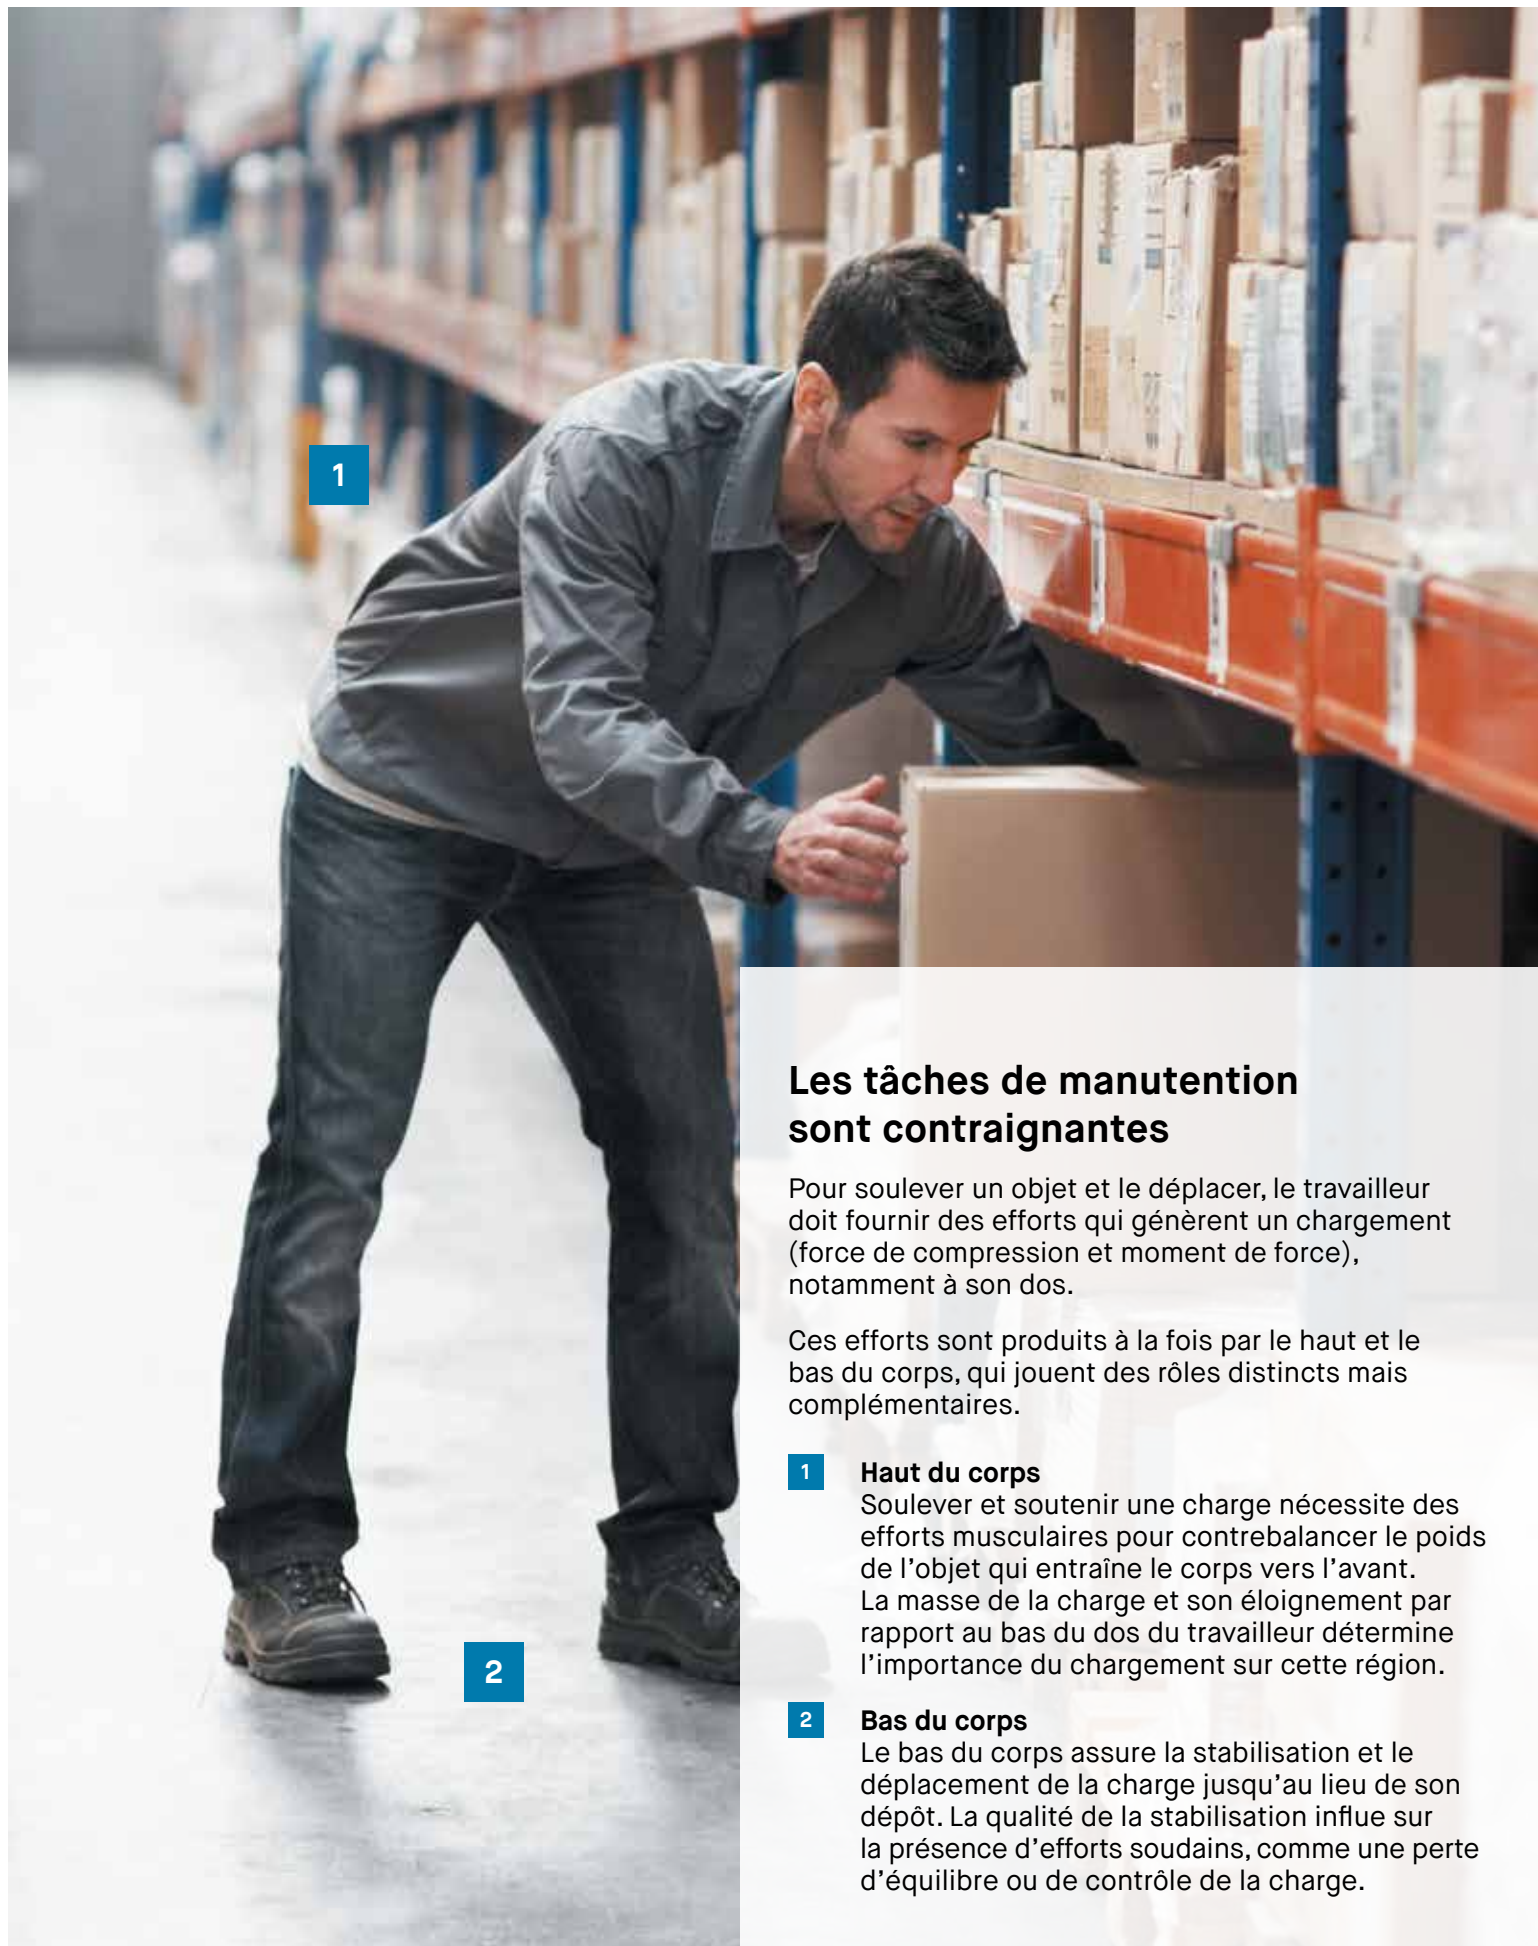 1
2
Les tâches de manutention
sont contraignantes
Pour soulever un objet et le déplacer, le travailleur
doit fournir des efforts qui génèrent un chargement
(force de compression et moment de force),
notamment à son dos.
Ces efforts sont produits à la fois par le haut et le
bas du corps, qui jouent des rôles distincts mais
complémentaires.
1 Haut du corps
Soulever et soutenir une charge nécessite des
efforts musculaires pour contrebalancer le poids
de l'objet qui entraîne le corps vers l'avant.
La masse de la charge et son éloignement par
rapport au bas du dos du travailleur détermine
l'importance du chargement sur cette région.
2 Bas du corps
Le bas du corps assure la stabilisation et le
déplacement de la charge jusqu'au lieu de son
dépôt. La qualité de la stabilisation influe sur
la présence d'efforts soudains, comme une perte
d'équilibre ou de contrôle de la charge.